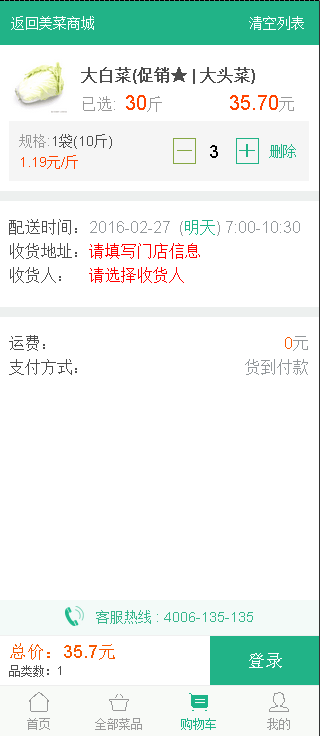 返回美菜商城 清空列表
大白菜(促销★ | 大头菜)
已选: 30斤 35.70元
规格:1袋(10斤)
1.19元/斤
3 删除
配送时间：2016-02-27 (明天) 7:00-10:30
收货地址：请填写门店信息
收货人： 请选择收货人
运费： 0元
支付方式： 货到付款
客服热线 : 4006-135-135
总价：35.7元
品类数：1
登录
首页 全部菜品 购物车 我的